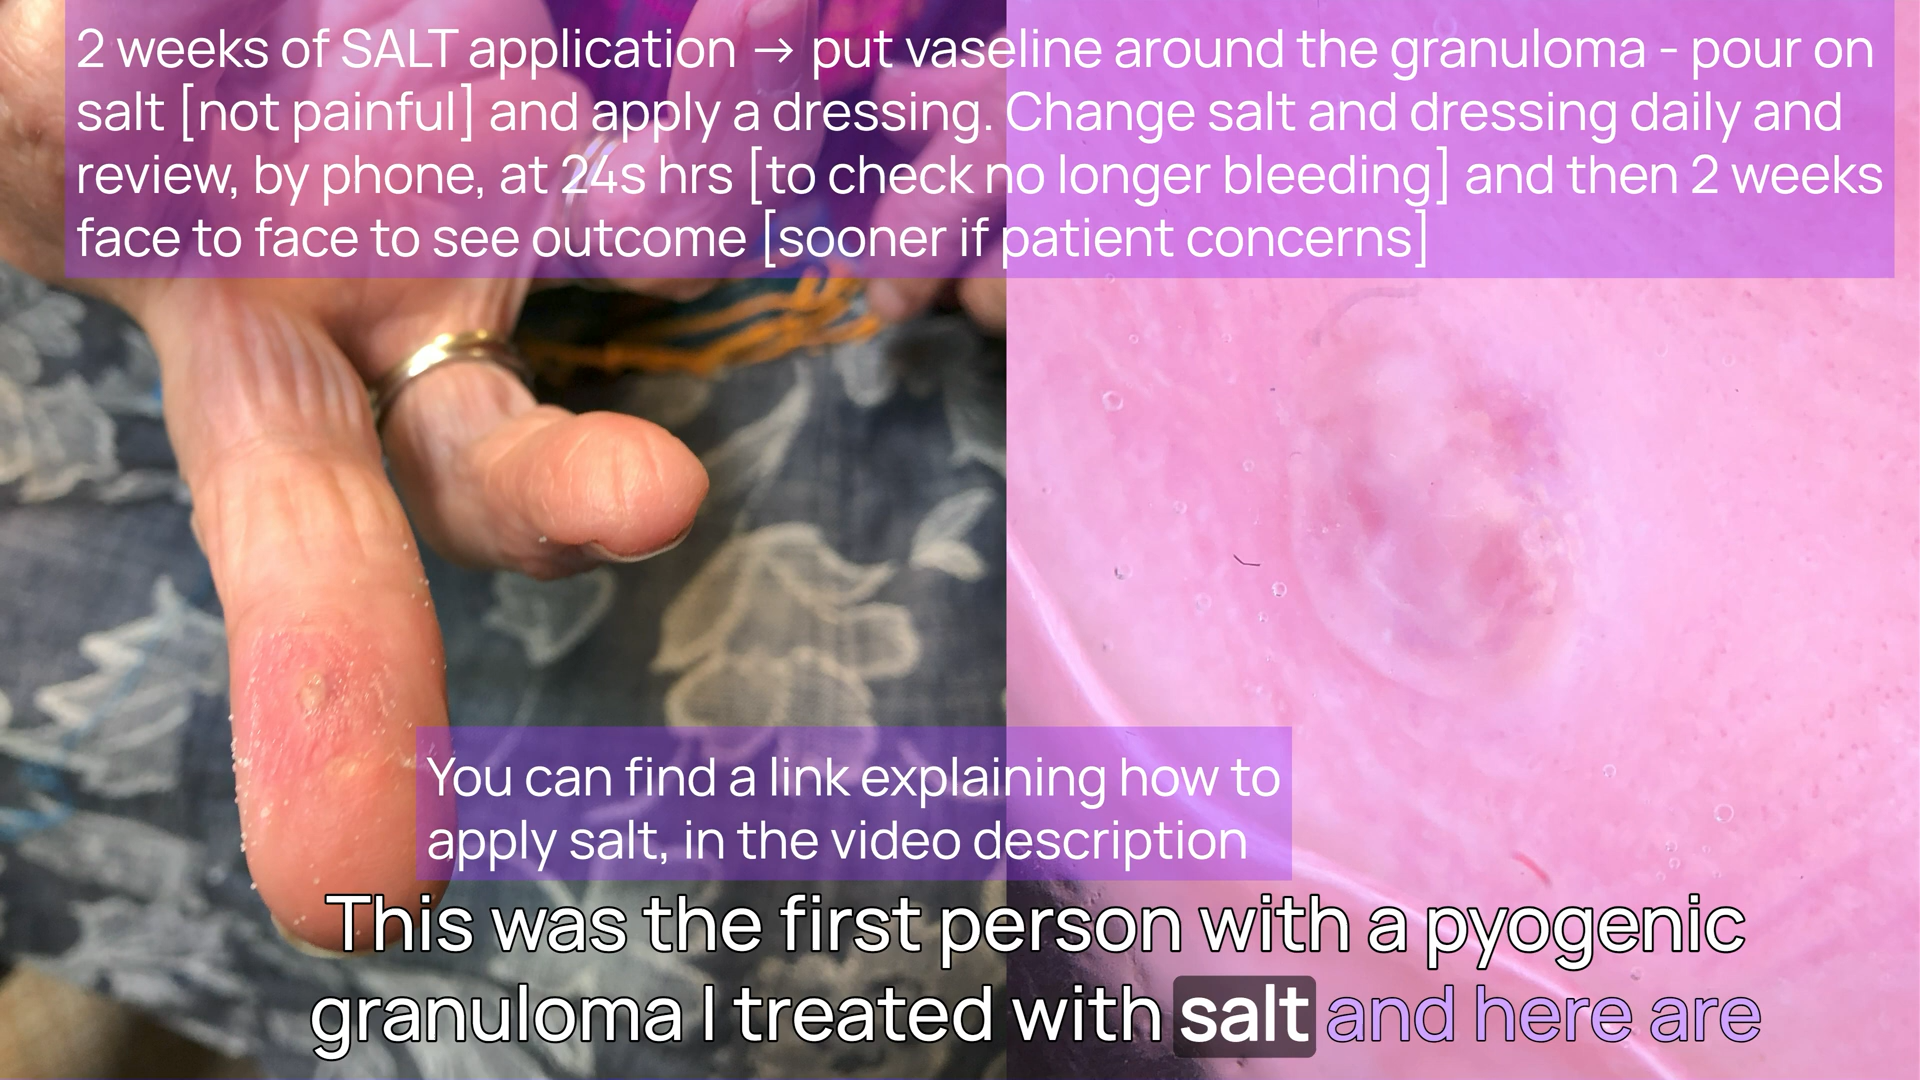 2 weeks of SALT application → put vaseline around the granuloma - pour on
salt [not painful] and apply a dressing. Change salt and dressing daily and
review, by phone, at 24s hrs [to check no longer bleeding] and then 2 weeks
face to face to see outcome [sooner if patient concerns]
You can find a link explaining how to
apply salt, in the video description
This was the first person with a pyogenic
granuloma I treated with salt and here are